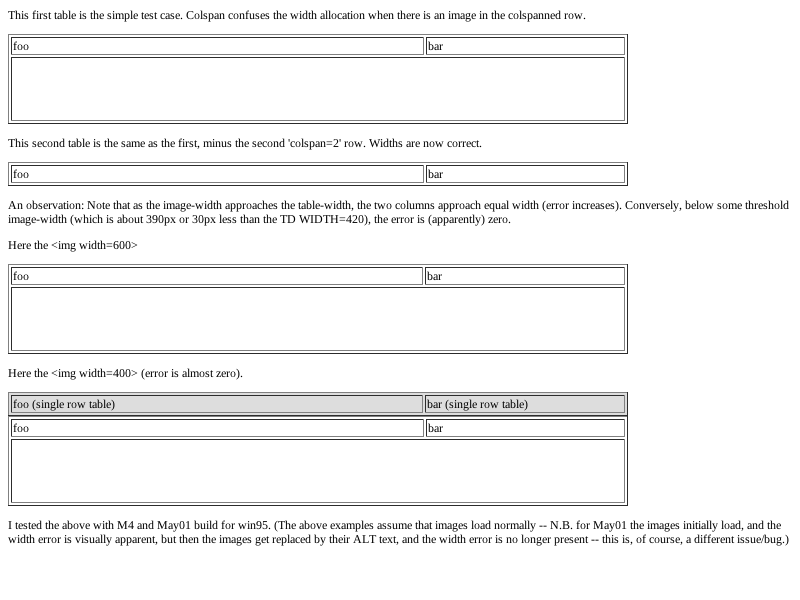 This first table is the simple test case. Colspan confuses the width allocation when there is an image in the colspanned row.
foo bar
This second table is the same as the first, minus the second 'colspan=2' row. Widths are now correct.
foo bar
An observation: Note that as the image-width approaches the table-width, the two columns approach equal width (error increases). Conversely, below some threshold
image-width (which is about 390px or 30px less than the TD WIDTH=420), the error is (apparently) zero.
Here the <img width=600>
foo bar
Here the <img width=400> (error is almost zero).
foo (single row table) bar (single row table)
foo bar
I tested the above with M4 and May01 build for win95. (The above examples assume that images load normally -- N.B. for May01 the images initially load, and the
width error is visually apparent, but then the images get replaced by their ALT text, and the width error is no longer present -- this is, of course, a different issue/bug.)